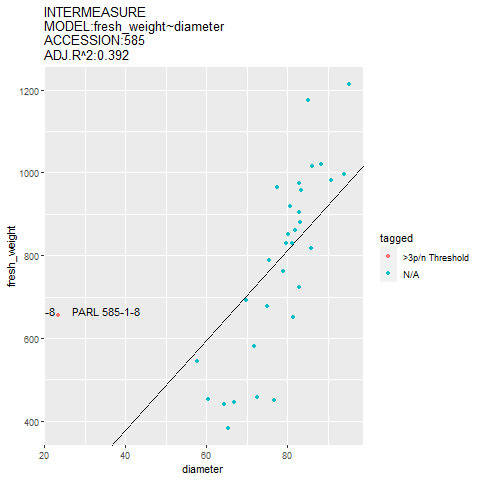 INTERMEASURE
MODEL:fresh_weight~diameter
ACCESSION:585
ADJ.R^2:0.392
1200
1000
800
600
400
fresh_weight
-8 PARL 585-1-8
20 40 60 80
diameter
tagged
>3p/n Threshold
N/A